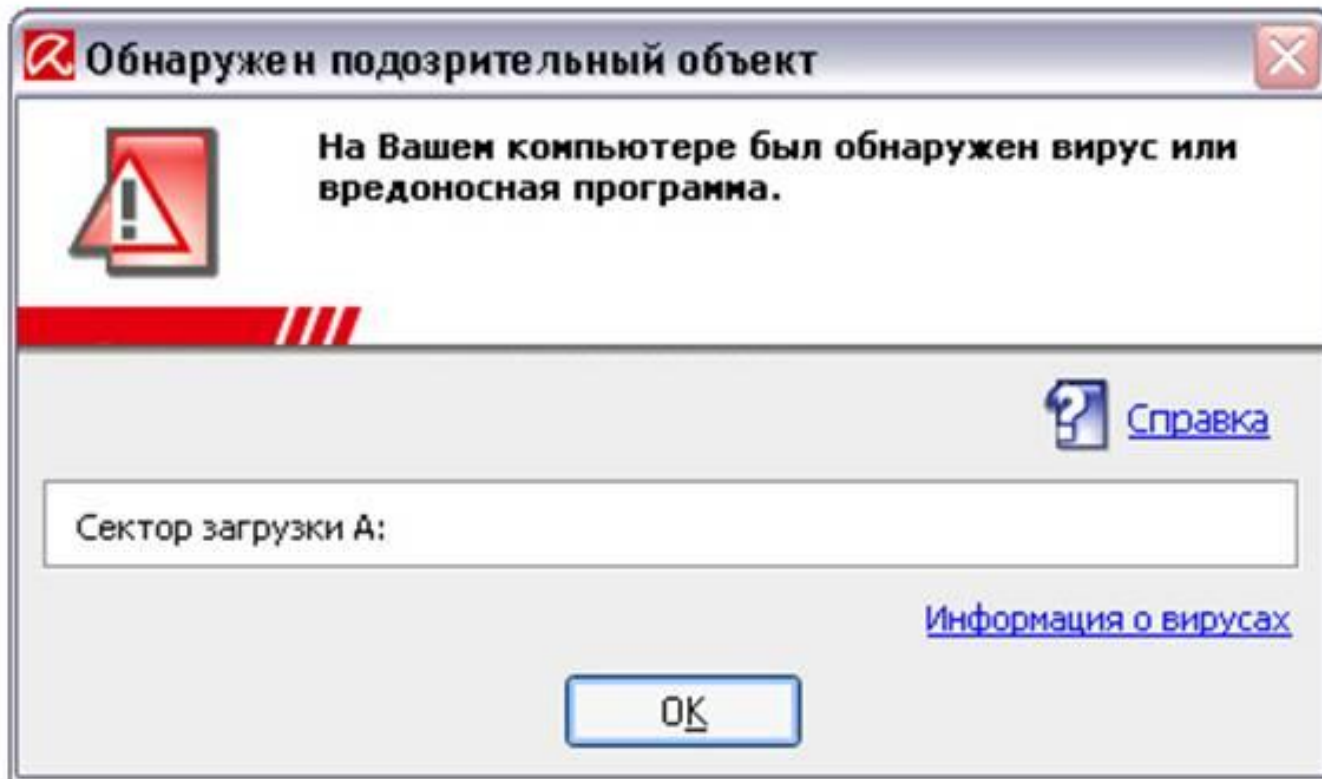 Обнаружен подозрительный объект
На Вашем компьютере был обнаружен вирус или
вредоносная программа.
Справка
Сектор загрузки A:
Информация о вирусах
OK